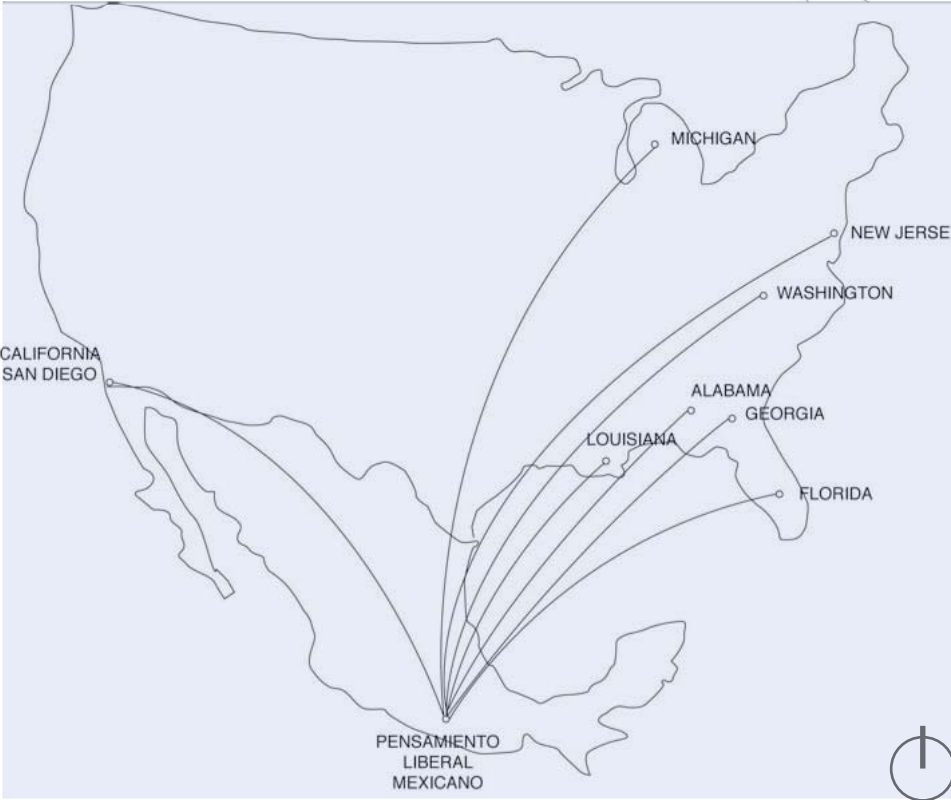 MICHIGAN
NEW JERSE
WASHINGTON
CALIFORNIA
SAN DIEGO
ALABAMA
GEORGIA
LOUISIANA
FLORIDA
PENSAMIENTO
LIBERAL
MEXICANO